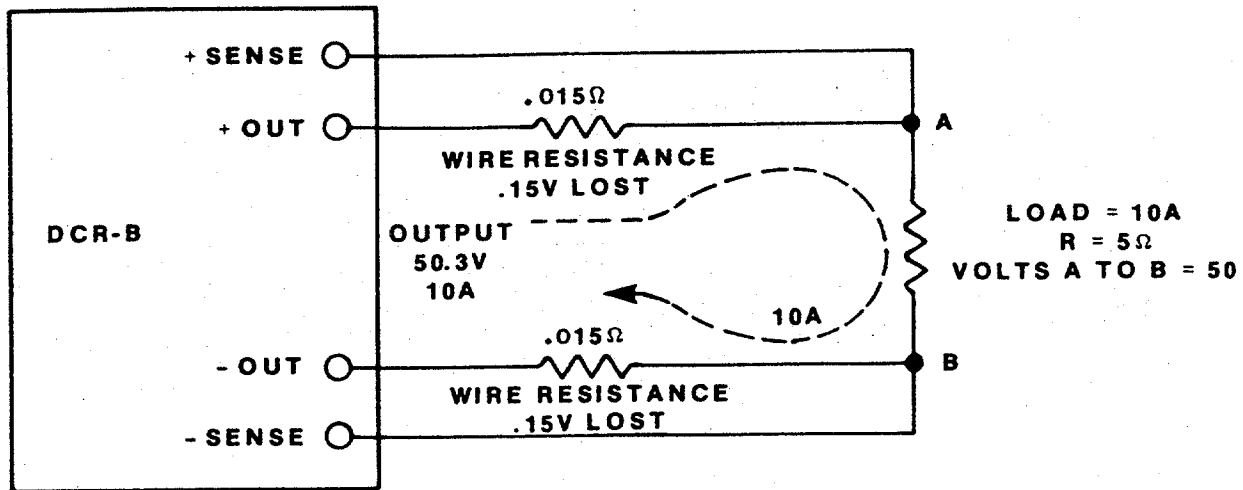 + SENSE
.015Ω
+ OUT
A
WIRE RESISTANCE
.15V LOST
DCR-B
OUTPUT
50.3V
10A
LOAD = 10A
R = 5Ω
VOLTS A TO B = 50
10A
.015Ω
- OUT
B
WIRE RESISTANCE
.15V LOST
- SENSE